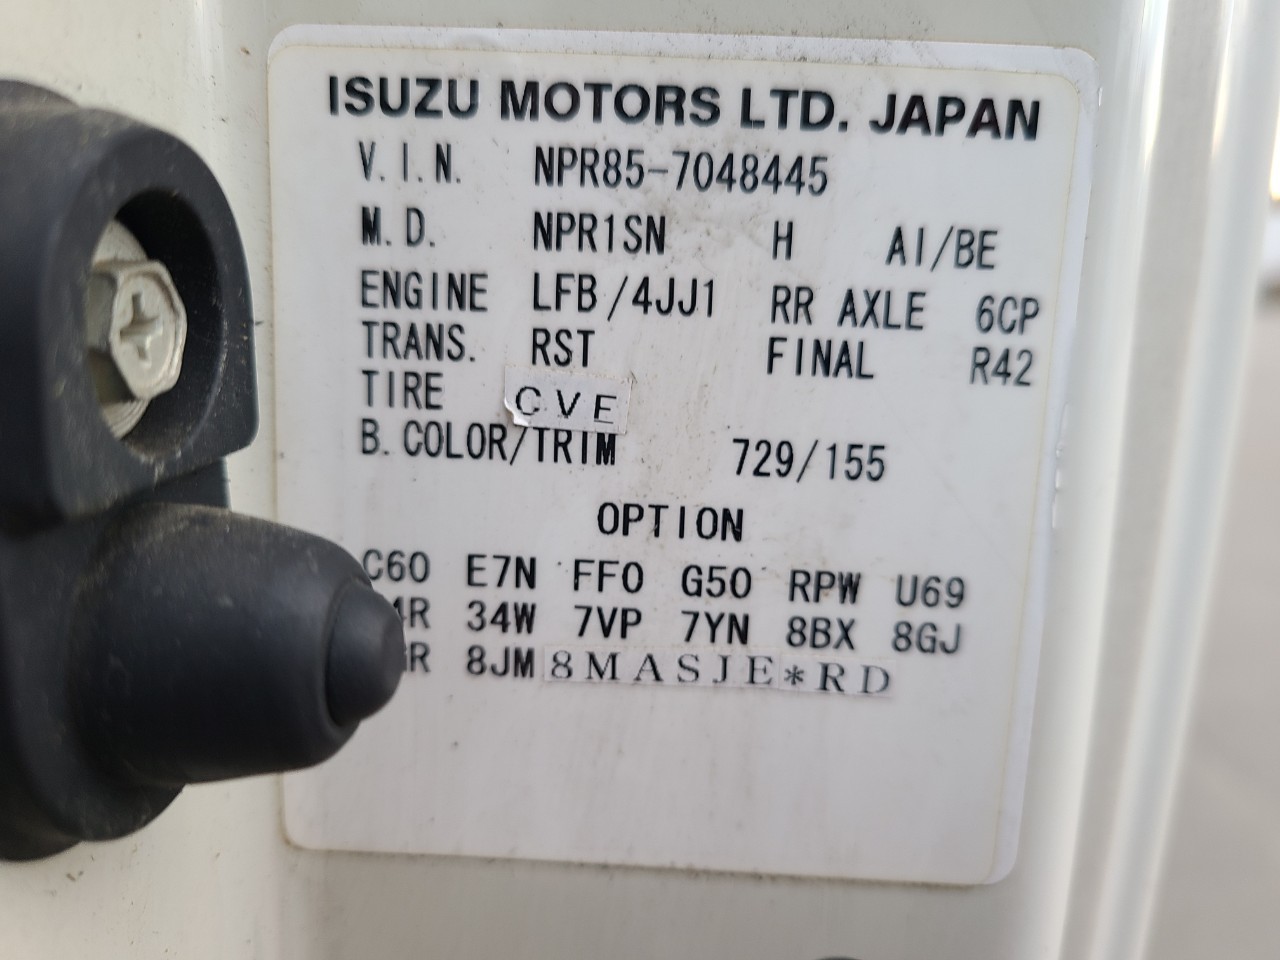 ISUZU MOTORS LTD. JAPAN
V.I.N. NPR85-7048445
M.D. NPR1SN H AI/BE
ENGINE LFB/4JJ1 RR AXLE 6CP
TRANS. RST FINAL R42
TIRE CVE
B.COLOR/TRIM 729/155
OPTION
C60 E7N FF0 G50 RPW U69
34W 7VP 7YN 8BX 8GJ
8JM 8MASJE*RD